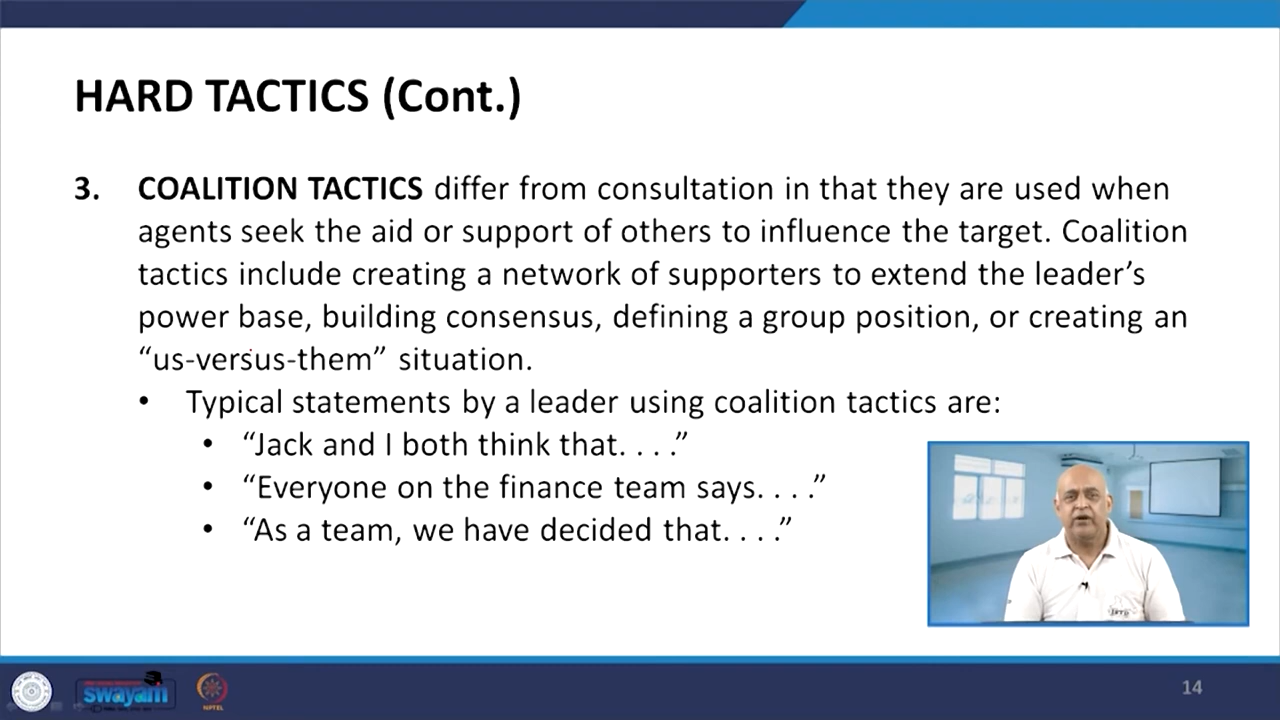 HARD TACTICS (Cont.)
3. COALITION TACTICS differ from consultation in that they are used when
agents seek the aid or support of others to influence the target. Coalition
tactics include creating a network of supporters to extend the leader’s
power base, building consensus, defining a group position, or creating an
“us-versus-them” situation.
• Typical statements by a leader using coalition tactics are:
• “Jack and I both think that. . . .”
• “Everyone on the finance team says. . . .”
• “As a team, we have decided that. . . .”
swayam
NPTEL
14